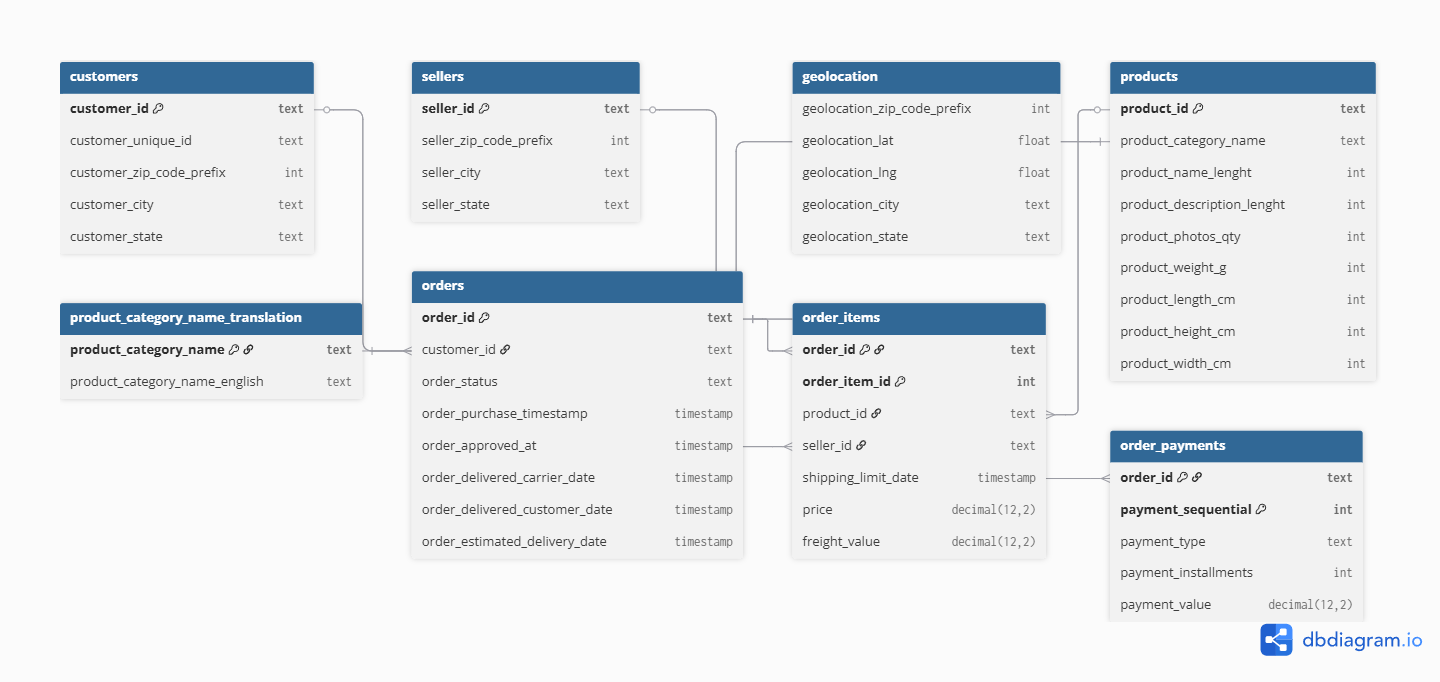 customers
customer_id text
customer_unique_id text
customer_zip_code_prefix int
customer_city text
customer_state text
sellers
seller_id text
seller_zip_code_prefix int
seller_city text
seller_state text
geolocation
geolocation_zip_code_prefix int
geolocation_lat float
geolocation_lng float
geolocation_city text
geolocation_state text
products
product_id text
product_category_name text
product_name_lenght int
product_description_lenght int
product_photos_qty int
product_weight_g int
product_length_cm int
product_height_cm int
product_width_cm int
product_category_name_translation
product_category_name text
product_category_name_english text
orders
order_id text
customer_id text
order_status text
order_purchase_timestamp timestamp
order_approved_at timestamp
order_delivered_carrier_date timestamp
order_delivered_customer_date timestamp
order_estimated_delivery_date timestamp
order_items
order_id text
order_item_id int
product_id text
seller_id text
shipping_limit_date timestamp
price decimal(12,2)
freight_value decimal(12,2)
order_payments
order_id text
payment_sequential int
payment_type text
payment_installments int
payment_value decimal(12,2)
dbdiagram.io